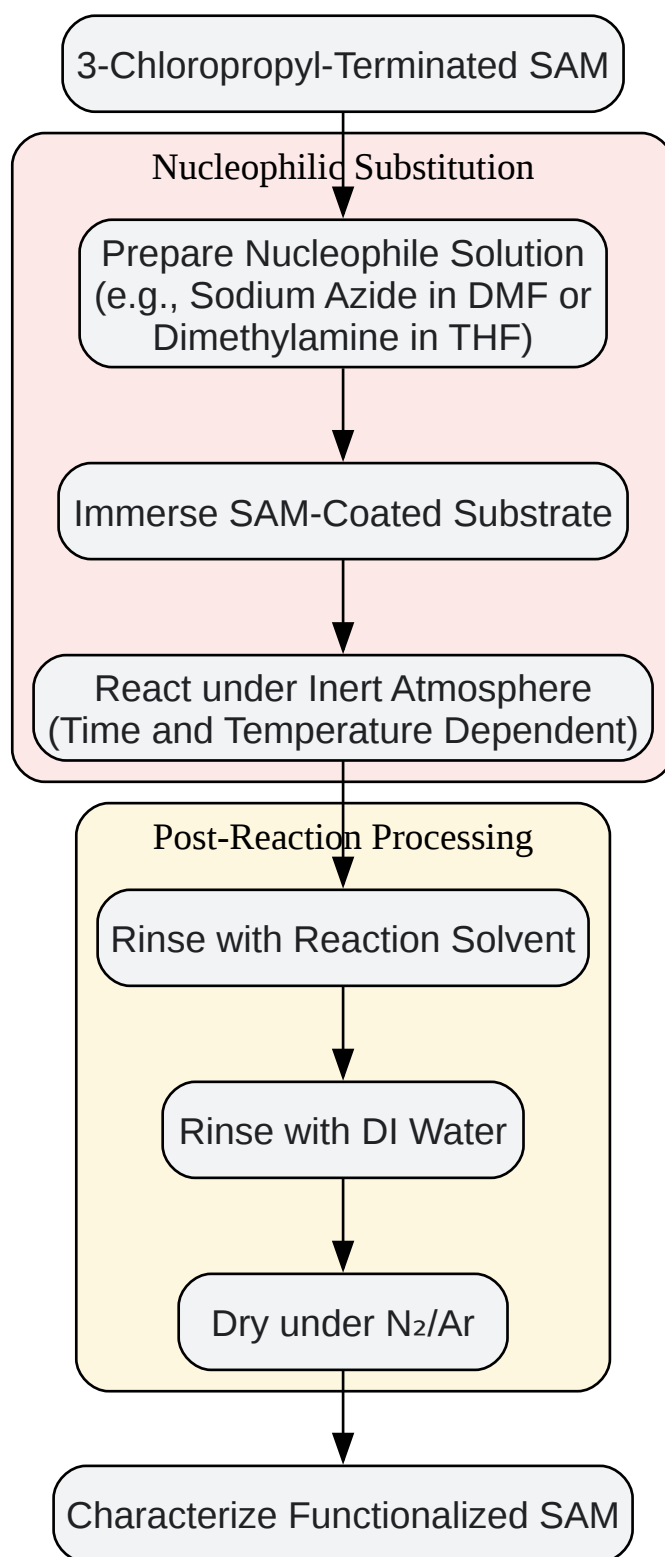 3-Chloropropyl-Terminated SAM
Nucleophilic Substitution
Prepare Nucleophile Solution
(e.g., Sodium Azide in DMF or
Dimethylamine in THF)
Immerse SAM-Coated Substrate
React under Inert Atmosphere
(Time and Temperature Dependent)
Post-Reaction Processing
Rinse with Reaction Solvent
Rinse with DI Water
Dry under N₂/Ar
Characterize Functionalized SAM